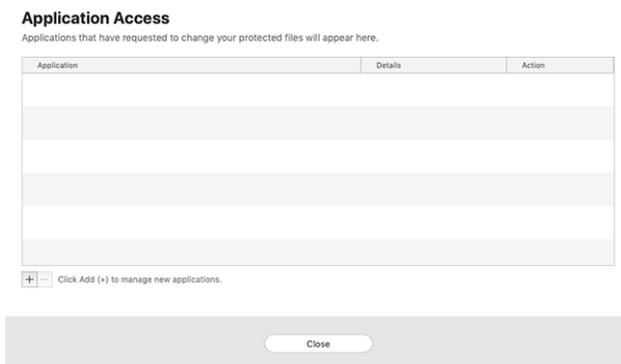 Application Access
Applications that have requested to change your protected files will appear here.
Application Details Action
+ − Click Add (+) to manage new applications.
Close